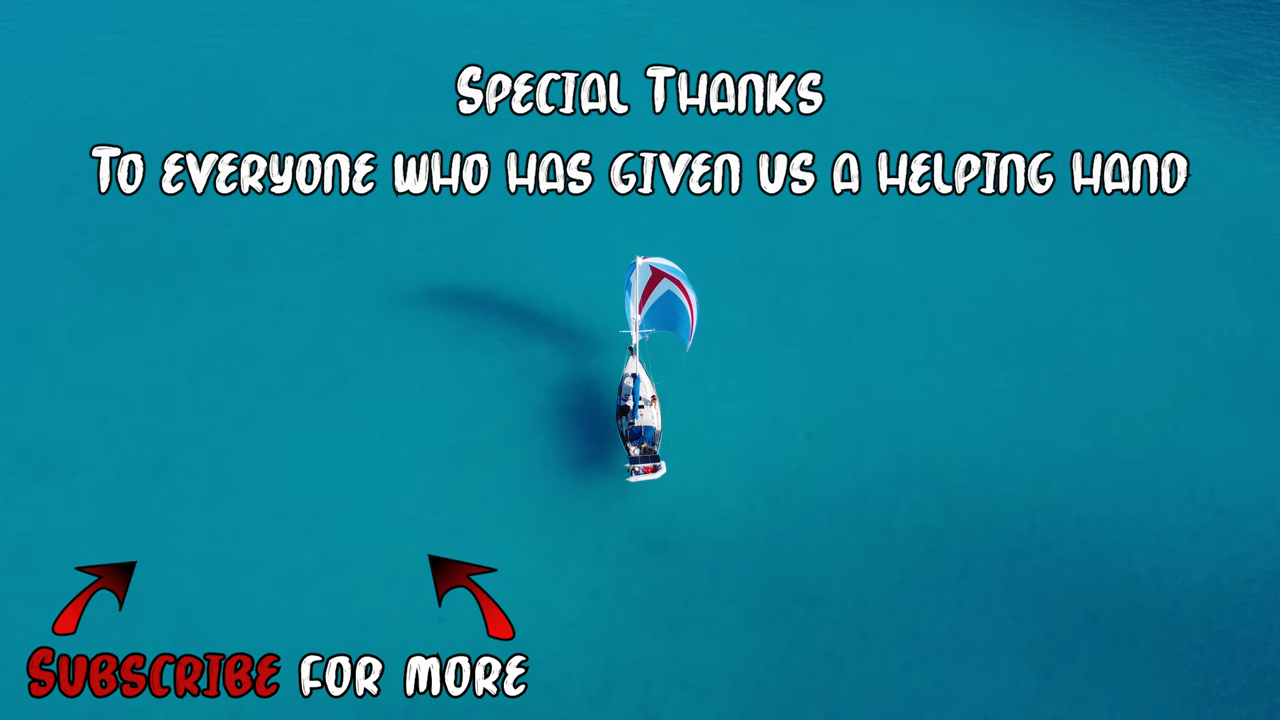 Special Thanks
To everyone who has given us a helping hand
Subscribe for more